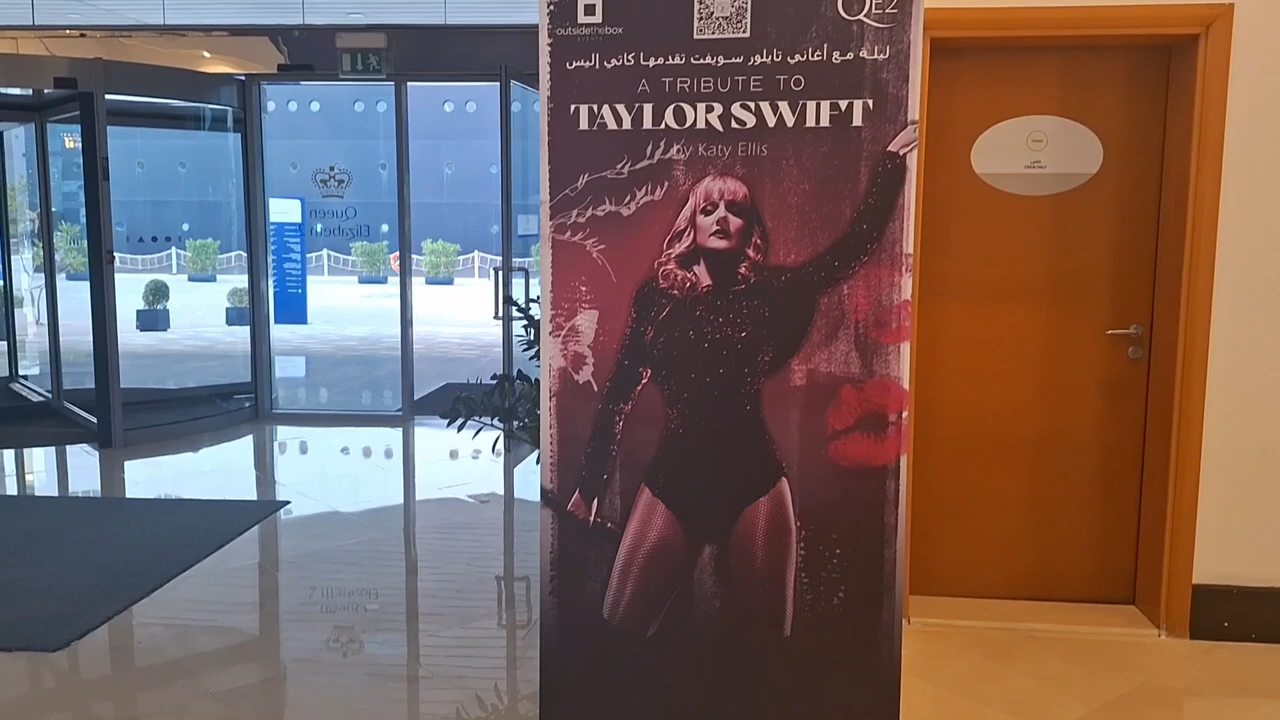 outsidethebox
EVENTS
QE2
ليلة مع أغاني تايلور سويفت تقدمها كاتي إليس
A TRIBUTE TO
TAYLOR SWIFT
by Katy Ellis
Queen
Elizabeth 2